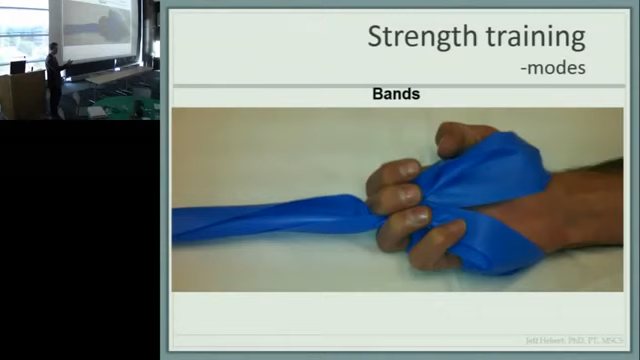 Strength training
-modes
Bands
Jeff Hebert, PhD, PT, MSCS